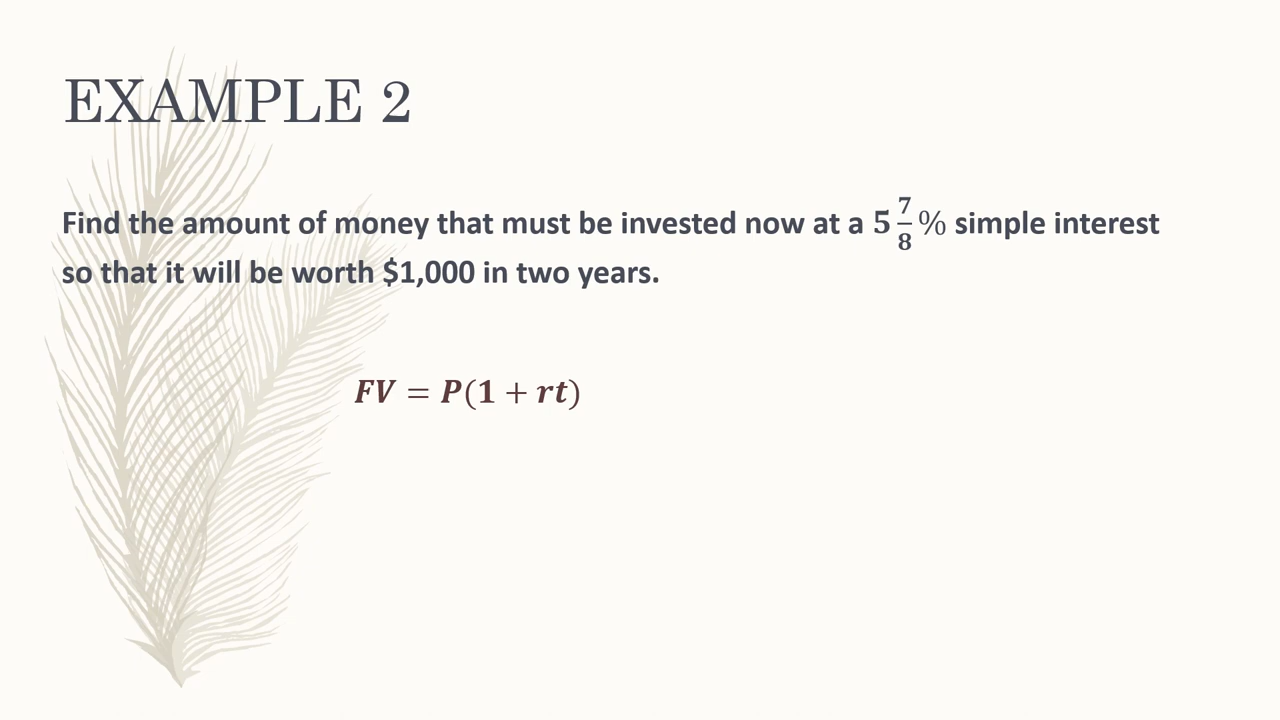 EXAMPLE 2
Find the amount of money that must be invested now at a 5 7/8 % simple interest
so that it will be worth $1,000 in two years.
FV = P(1 + rt)